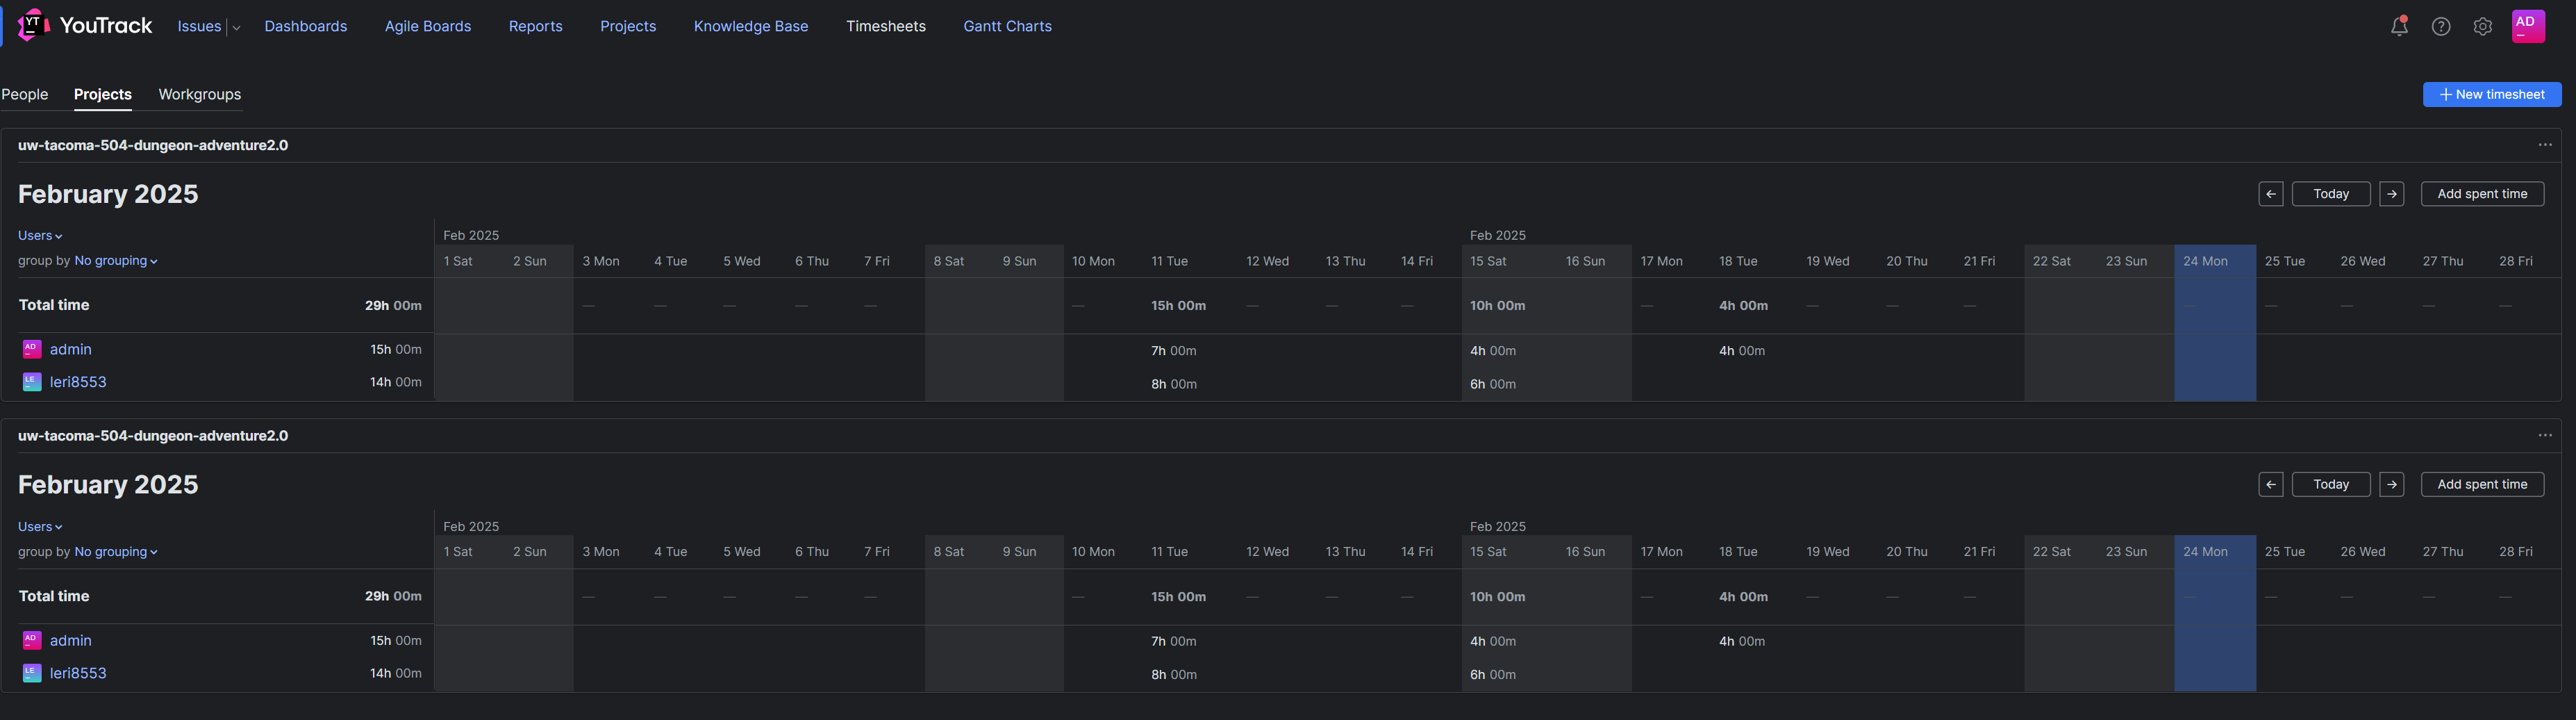 YT YouTrack Issues Dashboards Agile Boards Reports Projects Knowledge Base Timesheets Gantt Charts AD
People Projects Workgroups + New timesheet
uw-tacoma-504-dungeon-adventure2.0 ...
February 2025 ← Today → Add spent time
Users Feb 2025 Feb 2025
group by No grouping 1 Sat 2 Sun 3 Mon 4 Tue 5 Wed 6 Thu 7 Fri 8 Sat 9 Sun 10 Mon 11 Tue 12 Wed 13 Thu 14 Fri 15 Sat 16 Sun 17 Mon 18 Tue 19 Wed 20 Thu 21 Fri 22 Sat 23 Sun 24 Mon 25 Tue 26 Wed 27 Thu 28 Fri
Total time 29h 00m — — — — — — 15h 00m — — — 10h 00m — 4h 00m — — — — — — — —
AD admin 15h 00m 7h 00m 4h 00m 4h 00m
LE leri8553 14h 00m 8h 00m 6h 00m
uw-tacoma-504-dungeon-adventure2.0 ...
February 2025 ← Today → Add spent time
Users Feb 2025 Feb 2025
group by No grouping 1 Sat 2 Sun 3 Mon 4 Tue 5 Wed 6 Thu 7 Fri 8 Sat 9 Sun 10 Mon 11 Tue 12 Wed 13 Thu 14 Fri 15 Sat 16 Sun 17 Mon 18 Tue 19 Wed 20 Thu 21 Fri 22 Sat 23 Sun 24 Mon 25 Tue 26 Wed 27 Thu 28 Fri
Total time 29h 00m — — — — — — 15h 00m — — — 10h 00m — 4h 00m — — — — — — — —
AD admin 15h 00m 7h 00m 4h 00m 4h 00m
LE leri8553 14h 00m 8h 00m 6h 00m